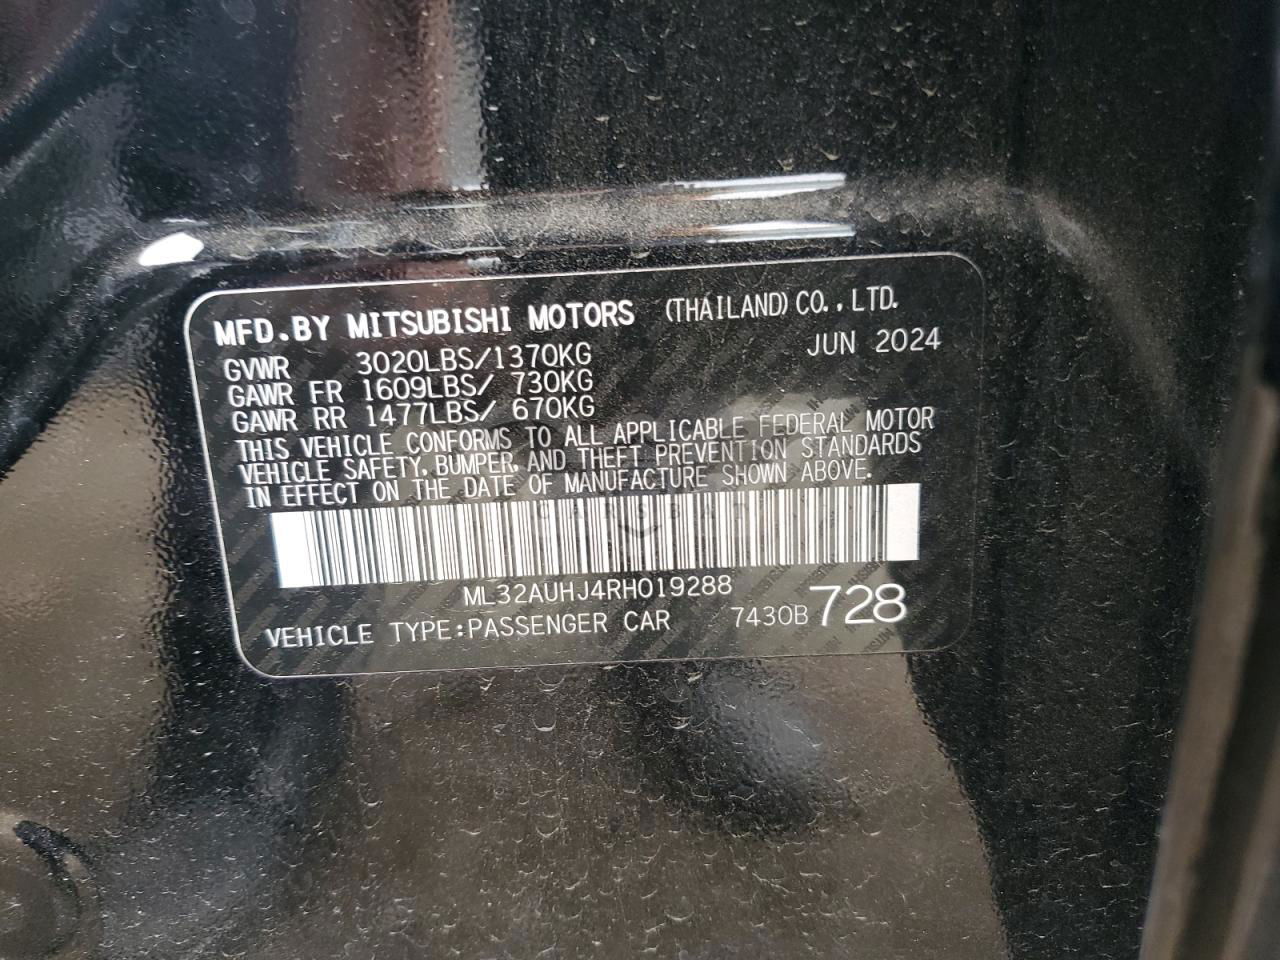 MFD.BY MITSUBISHI MOTORS (THAILAND)CO.,LTD.
GVWR 3020LBS/1370KG JUN 2024
GAWR FR 1609LBS/ 730KG
GAWR RR 1477LBS/ 670KG
THIS VEHICLE CONFORMS TO ALL APPLICABLE FEDERAL MOTOR
VEHICLE SAFETY, BUMPER, AND THEFT PREVENTION STANDARDS
IN EFFECT ON THE DATE OF MANUFACTURE SHOWN ABOVE.
ML32AUHJ4RH019288
VEHICLE TYPE:PASSENGER CAR 7430B 728